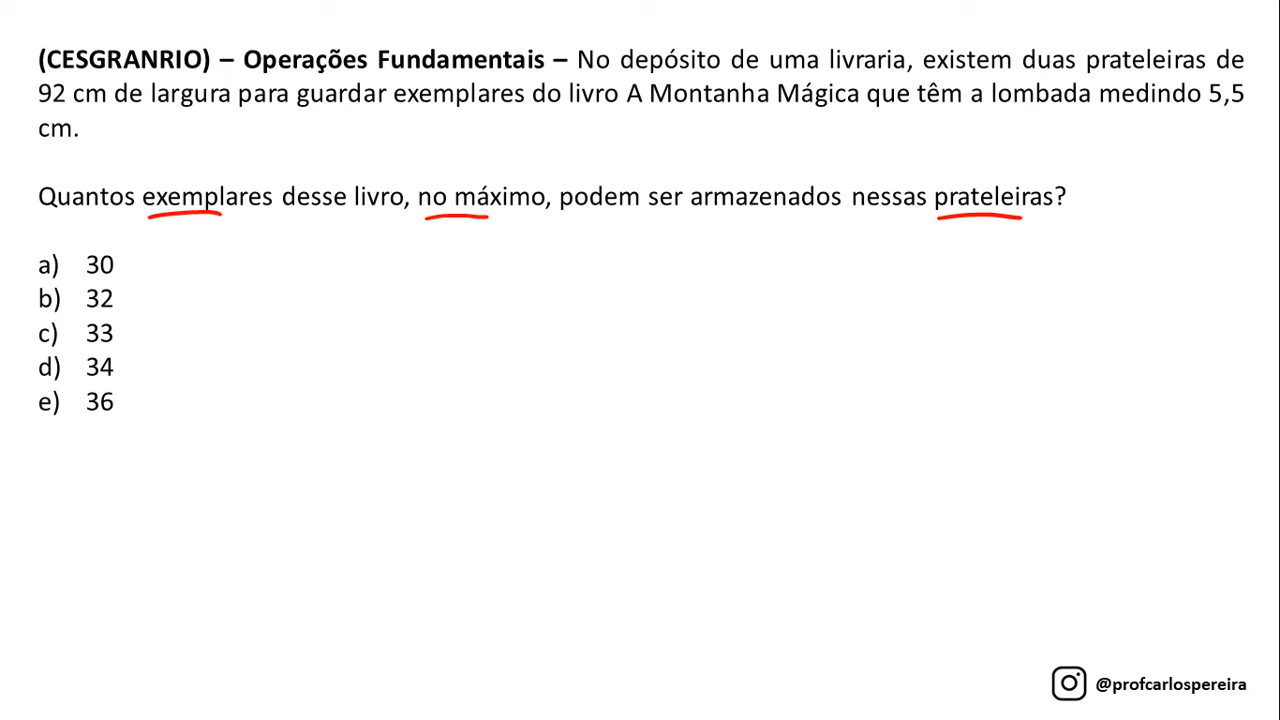 (CESGRANRIO) – Operações Fundamentais – No depósito de uma livraria, existem duas prateleiras de
92 cm de largura para guardar exemplares do livro A Montanha Mágica que têm a lombada medindo 5,5
cm.
Quantos exemplares desse livro, no máximo, podem ser armazenados nessas prateleiras?
a) 30
b) 32
c) 33
d) 34
e) 36
@profcarlospereira